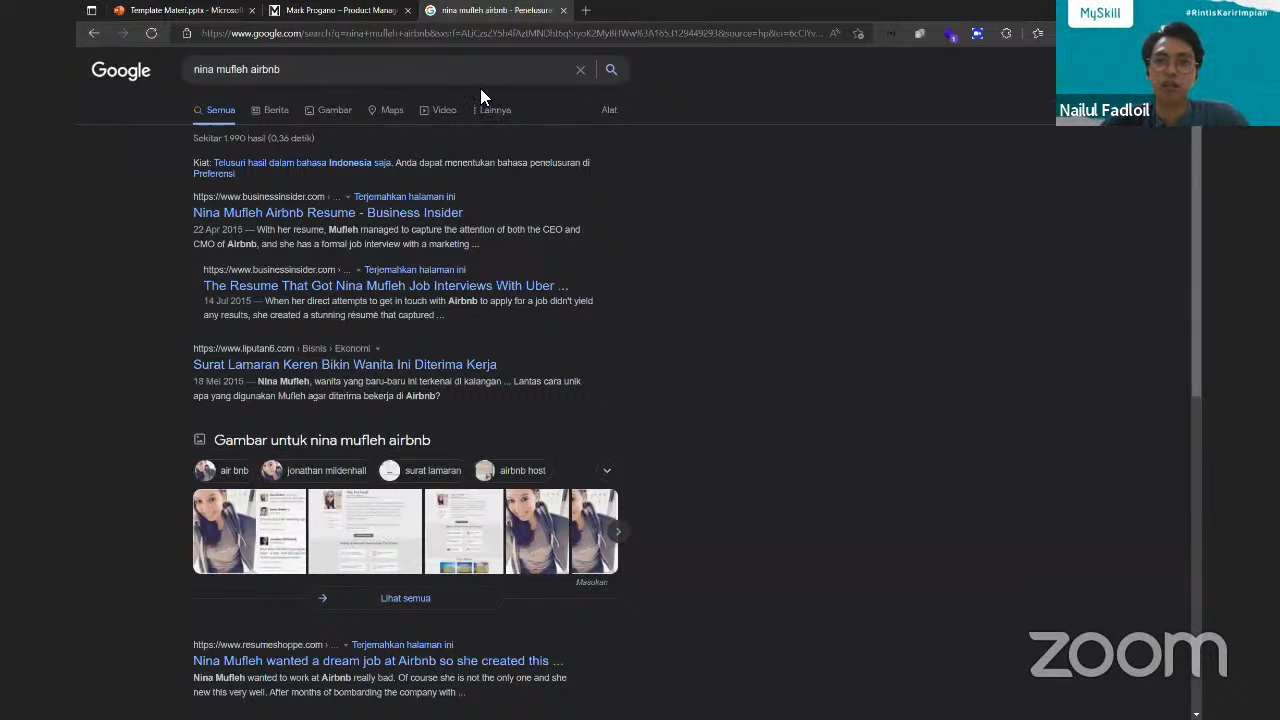 Template Materi.pptx - Microsoft
Mark Progano – Product Manag
nina mufleh airbnb - Penelusura
nina mufleh airbnb
Google
Semua
Berita
Gambar
Maps
Video
Lainnya
Alat
Sekitar 1.990 hasil (0,36 detik)
Kiat: Telusuri hasil dalam bahasa Indonesia saja. Anda dapat menentukan bahasa penelusuran di
Preferensi
https://www.businessinsider.com › ... Terjemahkan halaman ini
Nina Mufleh Airbnb Resume - Business Insider
22 Apr 2015 — With her resume, Mufleh managed to capture the attention of both the CEO and
CMO of Airbnb, and she has a formal job interview with a marketing ...
https://www.businessinsider.com › ... Terjemahkan halaman ini
The Resume That Got Nina Mufleh Job Interviews With Uber ...
14 Jul 2015 — When her direct attempts to get in touch with Airbnb to apply for a job didn't yield
any results, she created a stunning résumé that captured ...
https://www.liputan6.com › Bisnis › Ekonomi
Surat Lamaran Keren Bikin Wanita Ini Diterima Kerja
18 Mei 2015 — Nina Mufleh, wanita yang baru-baru ini terkenal di kalangan ... Lantas cara unik
apa yang digunakan Mufleh agar diterima bekerja di Airbnb?
Gambar untuk nina mufleh airbnb
air bnb
jonathan mildenhall
surat lamaran
airbnb host
Masukan
Lihat semua
https://www.resumeshoppe.com › ... Terjemahkan halaman ini
Nina Mufleh wanted a dream job at Airbnb so she created this ...
Nina Mufleh wanted to work at Airbnb really bad. Of course she is not the only one and she
new this very well. After months of bombarding the company with ...
MySkill
#RintisKarirImpian
Nailul Fadloil
zoom